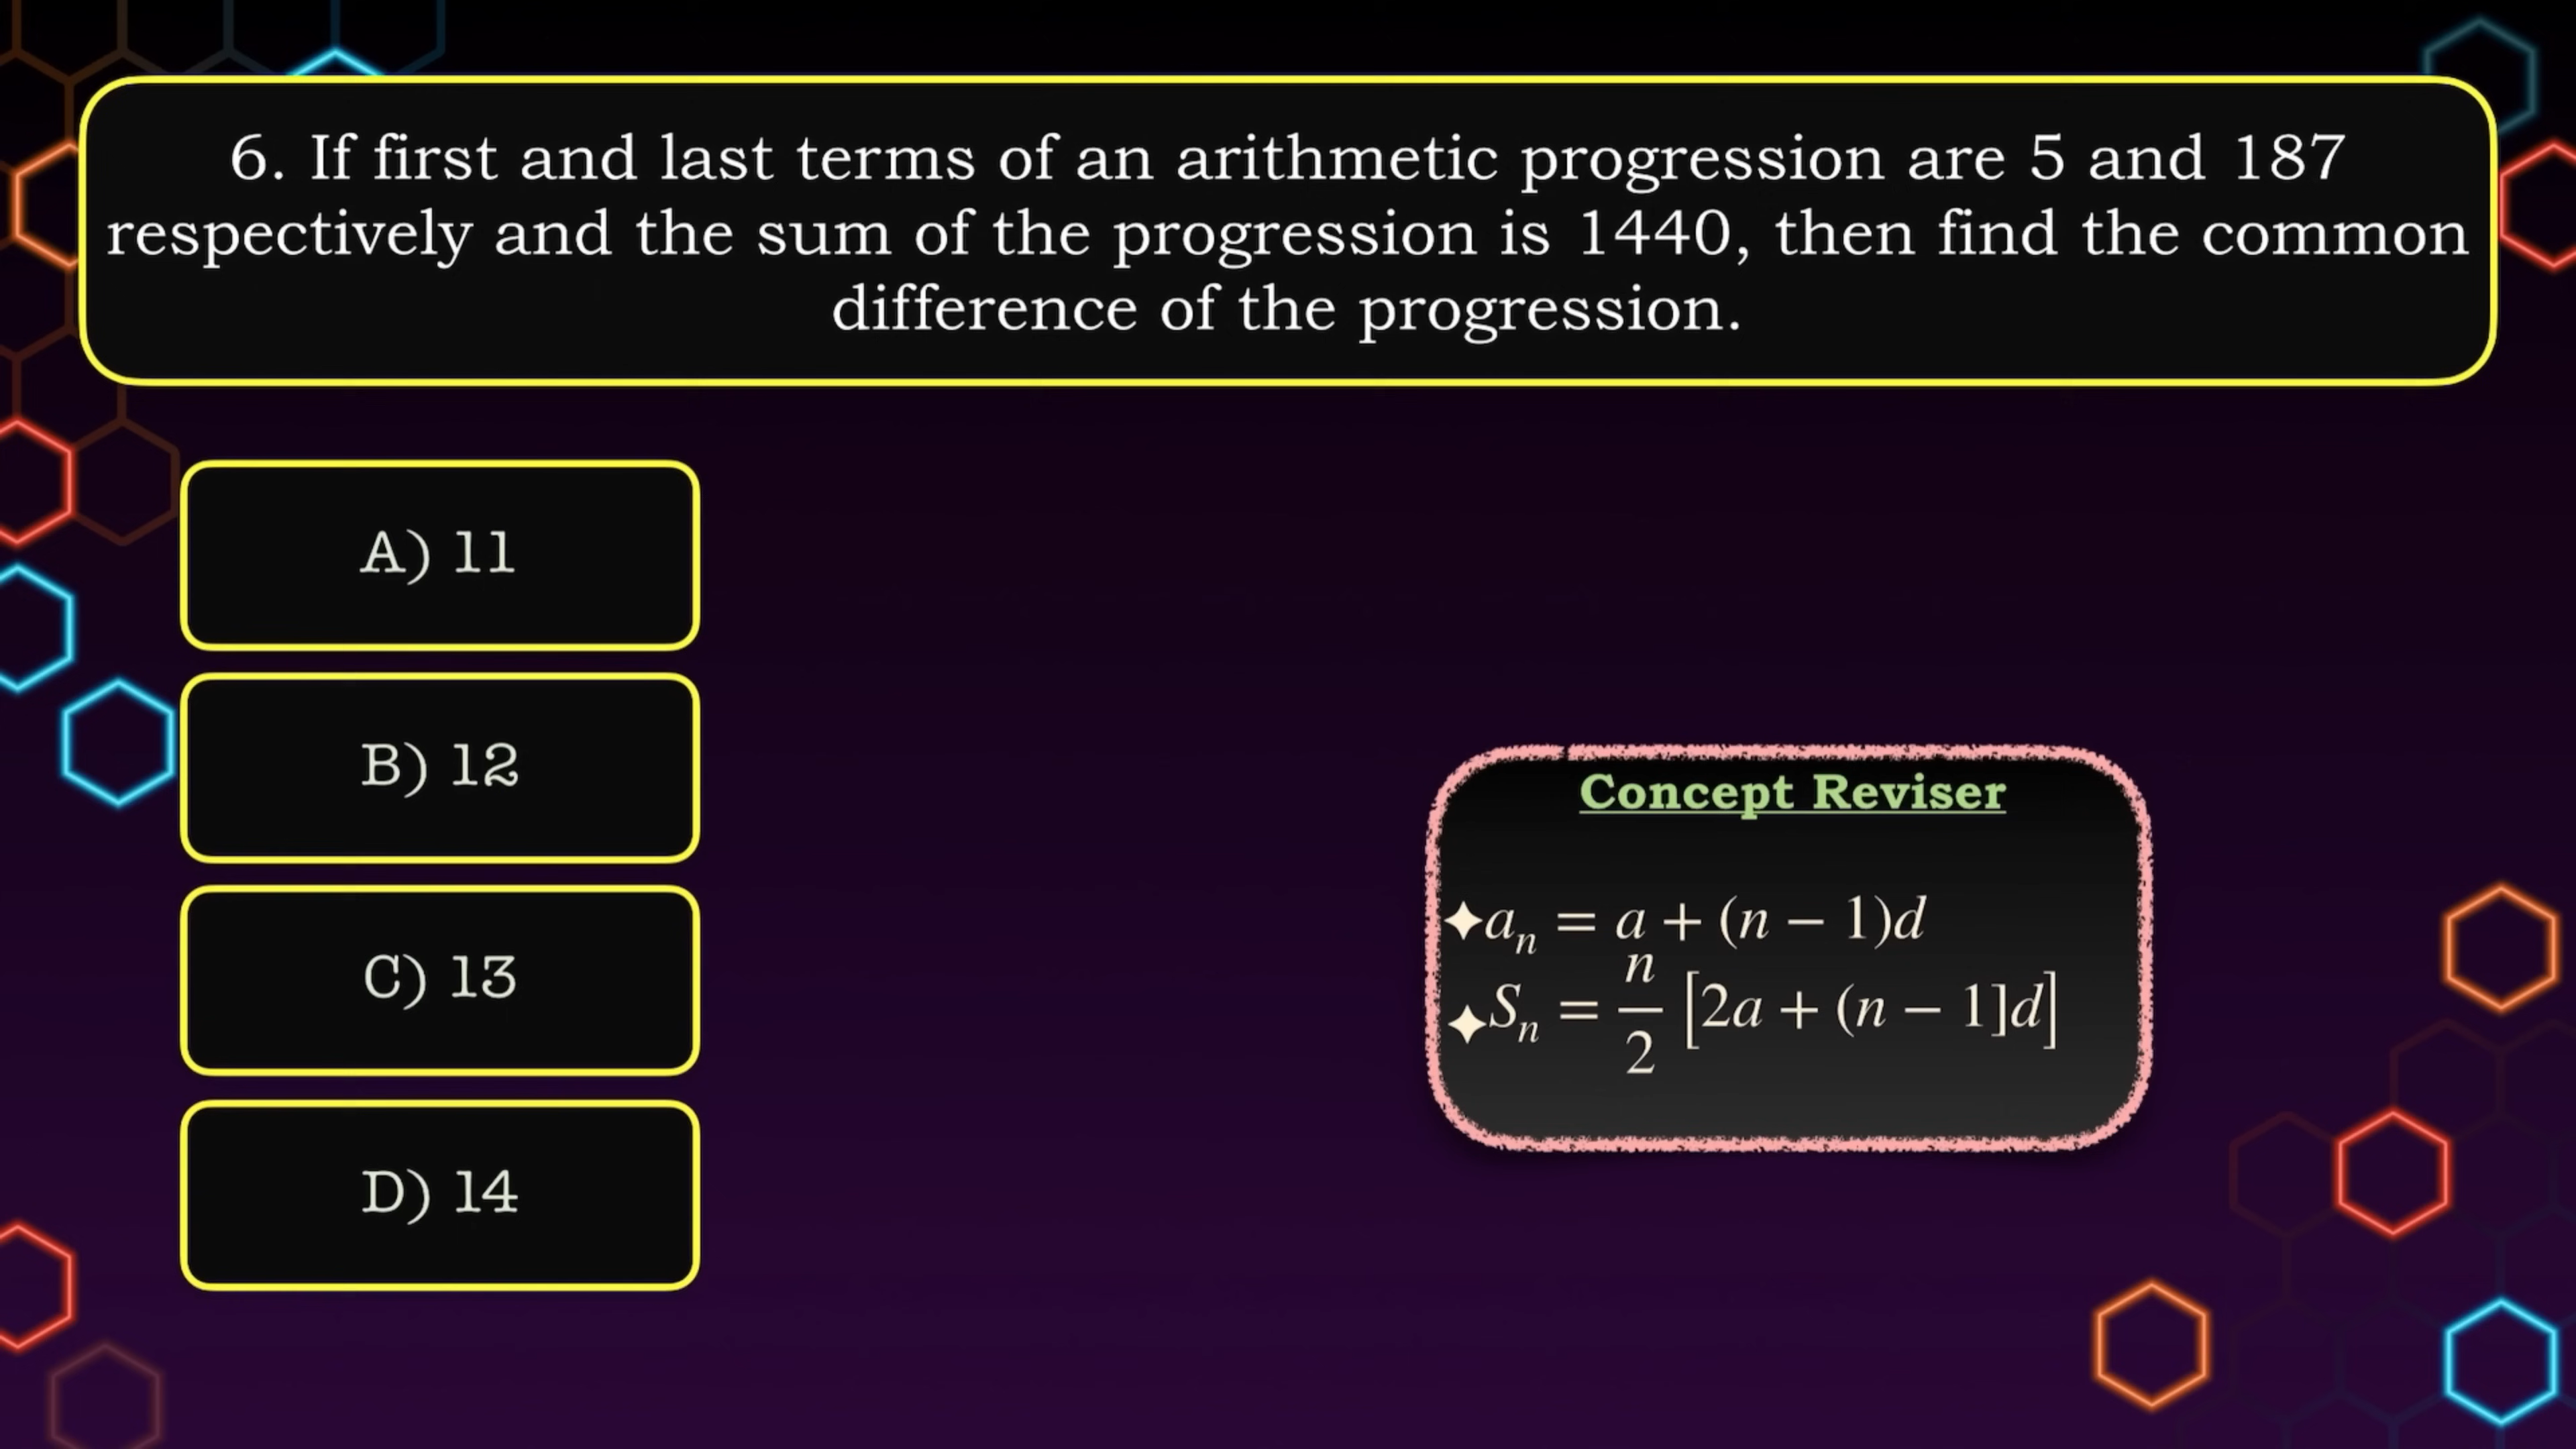 6. If first and last terms of an arithmetic progression are 5 and 187
respectively and the sum of the progression is 1440, then find the common
difference of the progression.
A) 11
B) 12
C) 13
D) 14
Concept Reviser
✦aₙ = a + (n − 1)d
✦Sₙ = n/2 [2a + (n − 1]d]